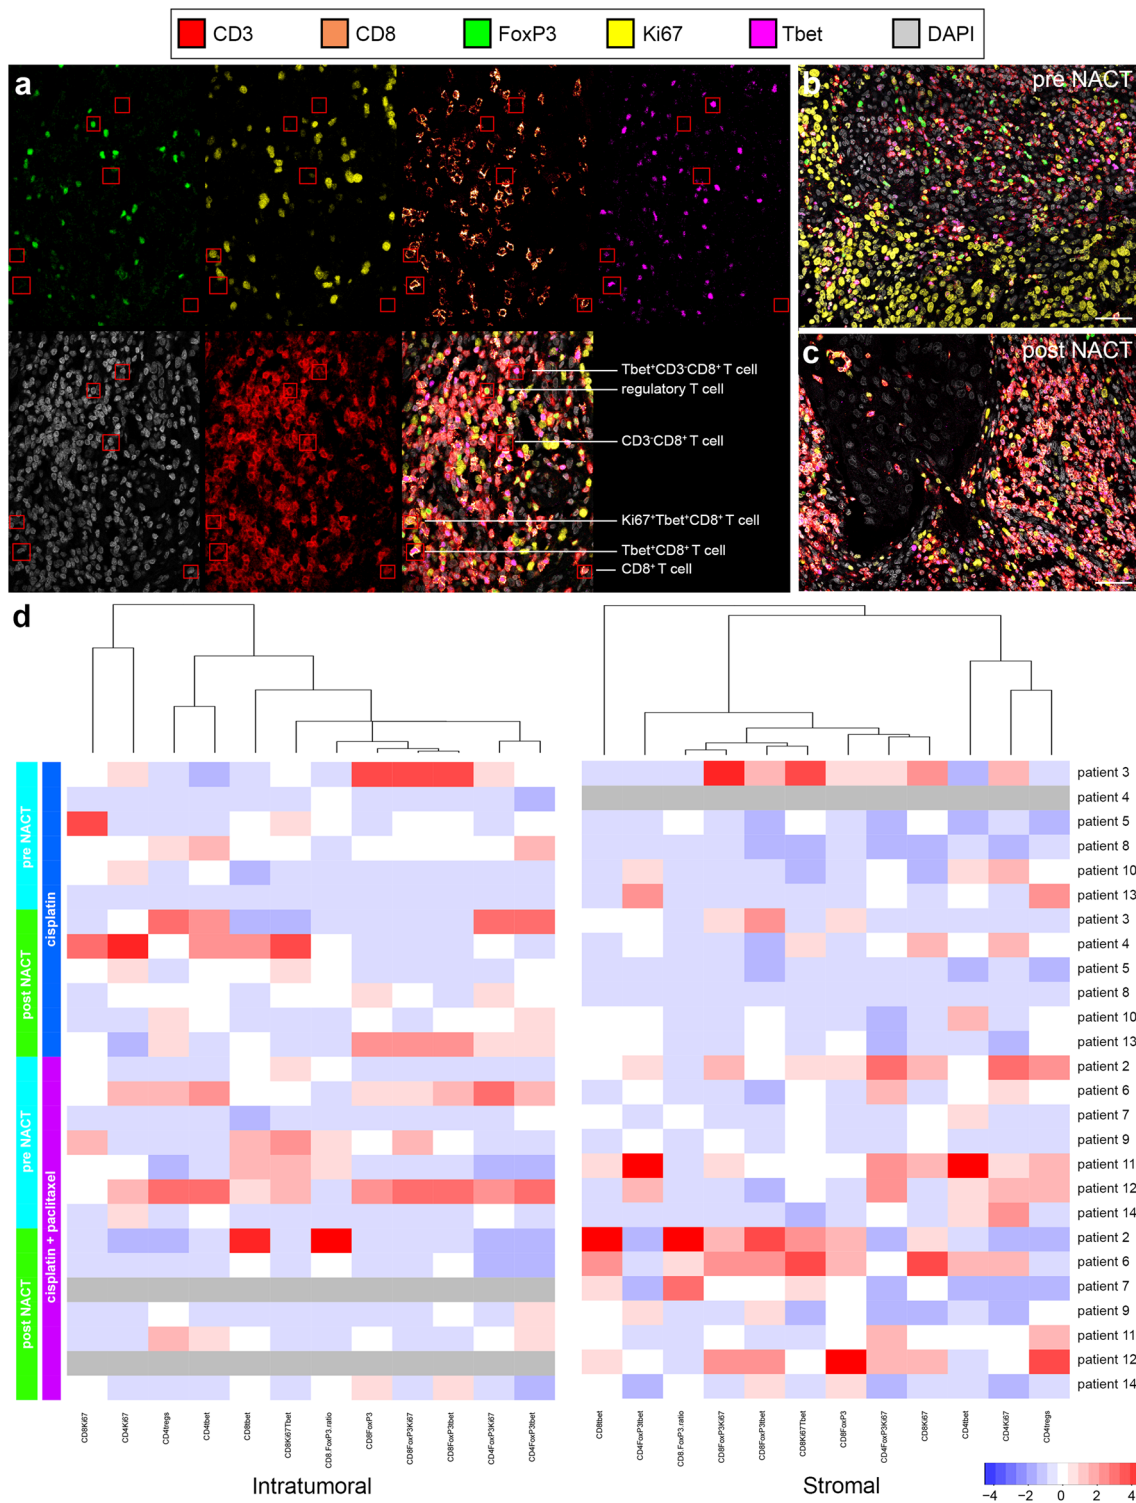 CD3 CD8 FoxP3 Ki67 Tbet DAPI
a
b
pre NACT
Tbet⁺CD3⁻CD8⁺ T cell
regulatory T cell
CD3⁻CD8⁺ T cell
Ki67⁺Tbet⁺CD8⁺ T cell
Tbet⁺CD8⁺ T cell
CD8⁺ T cell
c
post NACT
d
pre NACT
post NACT
cisplatin
pre NACT
post NACT
cisplatin + paclitaxel
patient 3
patient 4
patient 5
patient 8
patient 10
patient 13
patient 3
patient 4
patient 5
patient 8
patient 10
patient 13
patient 2
patient 6
patient 7
patient 9
patient 11
patient 12
patient 14
patient 2
patient 6
patient 7
patient 9
patient 11
patient 12
patient 14
CD8Ki67
CD4Ki67
CD4tregs
CD4tbet
CD8tbet
CD8Ki67Tbet
CD8.FoxP3.ratio
CD8FoxP3
CD8FoxP3Ki67
CD8FoxP3tbet
CD4FoxP3Ki67
CD4FoxP3tbet
CD8tbet
CD4FoxP3tbet
CD8.FoxP3.ratio
CD8FoxP3Ki67
CD8FoxP3tbet
CD8Ki67Tbet
CD8FoxP3
CD4FoxP3Ki67
CD8Ki67
CD4tbet
CD4Ki67
CD4tregs
Intratumoral
Stromal
−4 −2 0 2 4